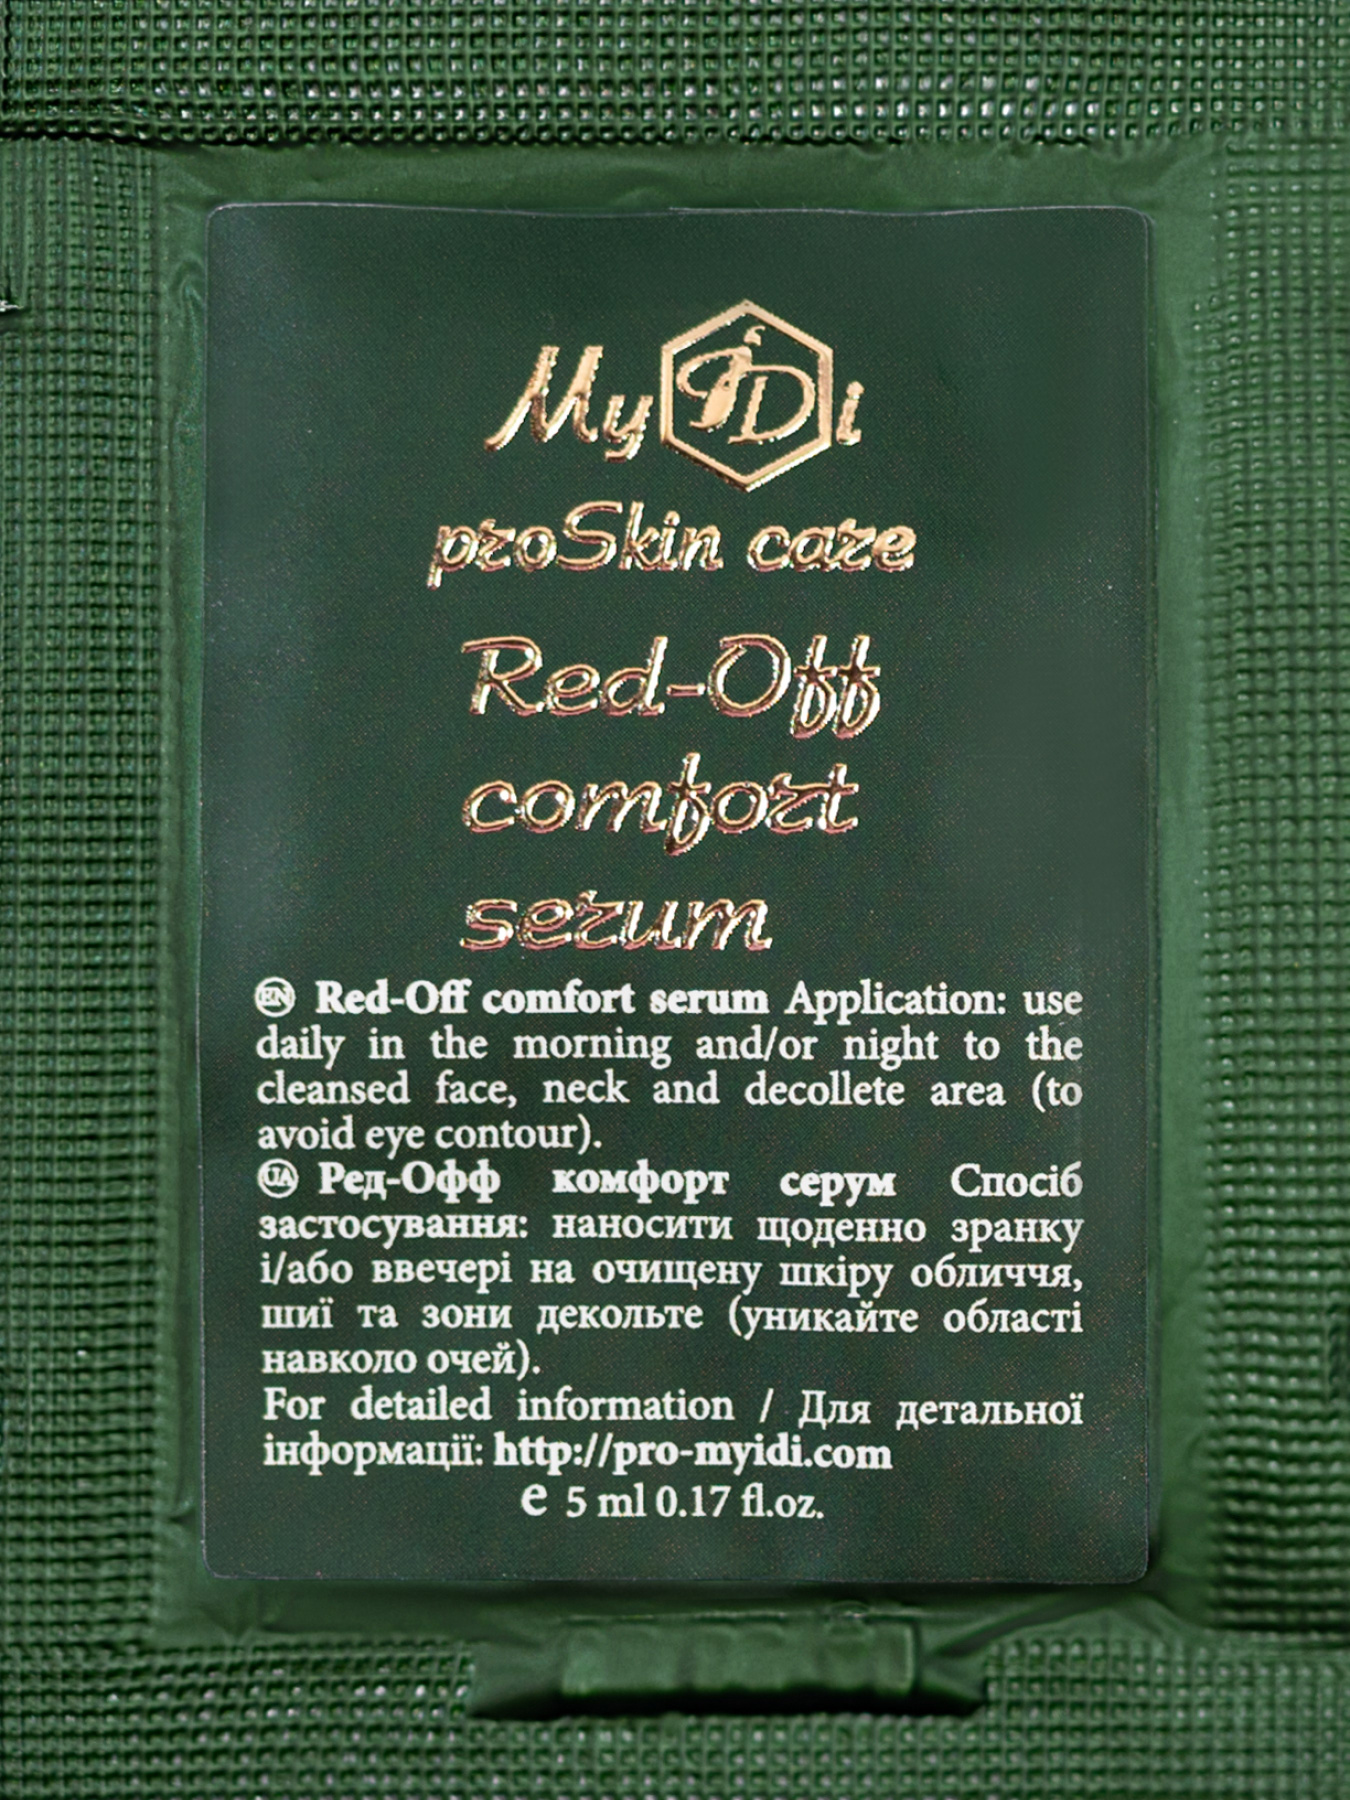 MyiDi
proSkin care
Red-Off
comfort
serum
EN Red-Off comfort serum Application: use
daily in the morning and/or night to the
cleansed face, neck and decollete area (to
avoid eye contour).
UA Ред-Офф комфорт серум Спосіб
застосування: наносити щоденно зранку
і/або ввечері на очищену шкіру обличчя,
шиї та зони декольте (уникайте області
навколо очей).
For detailed information / Для детальної
інформації: http://pro-myidi.com
e 5 ml 0.17 fl.oz.